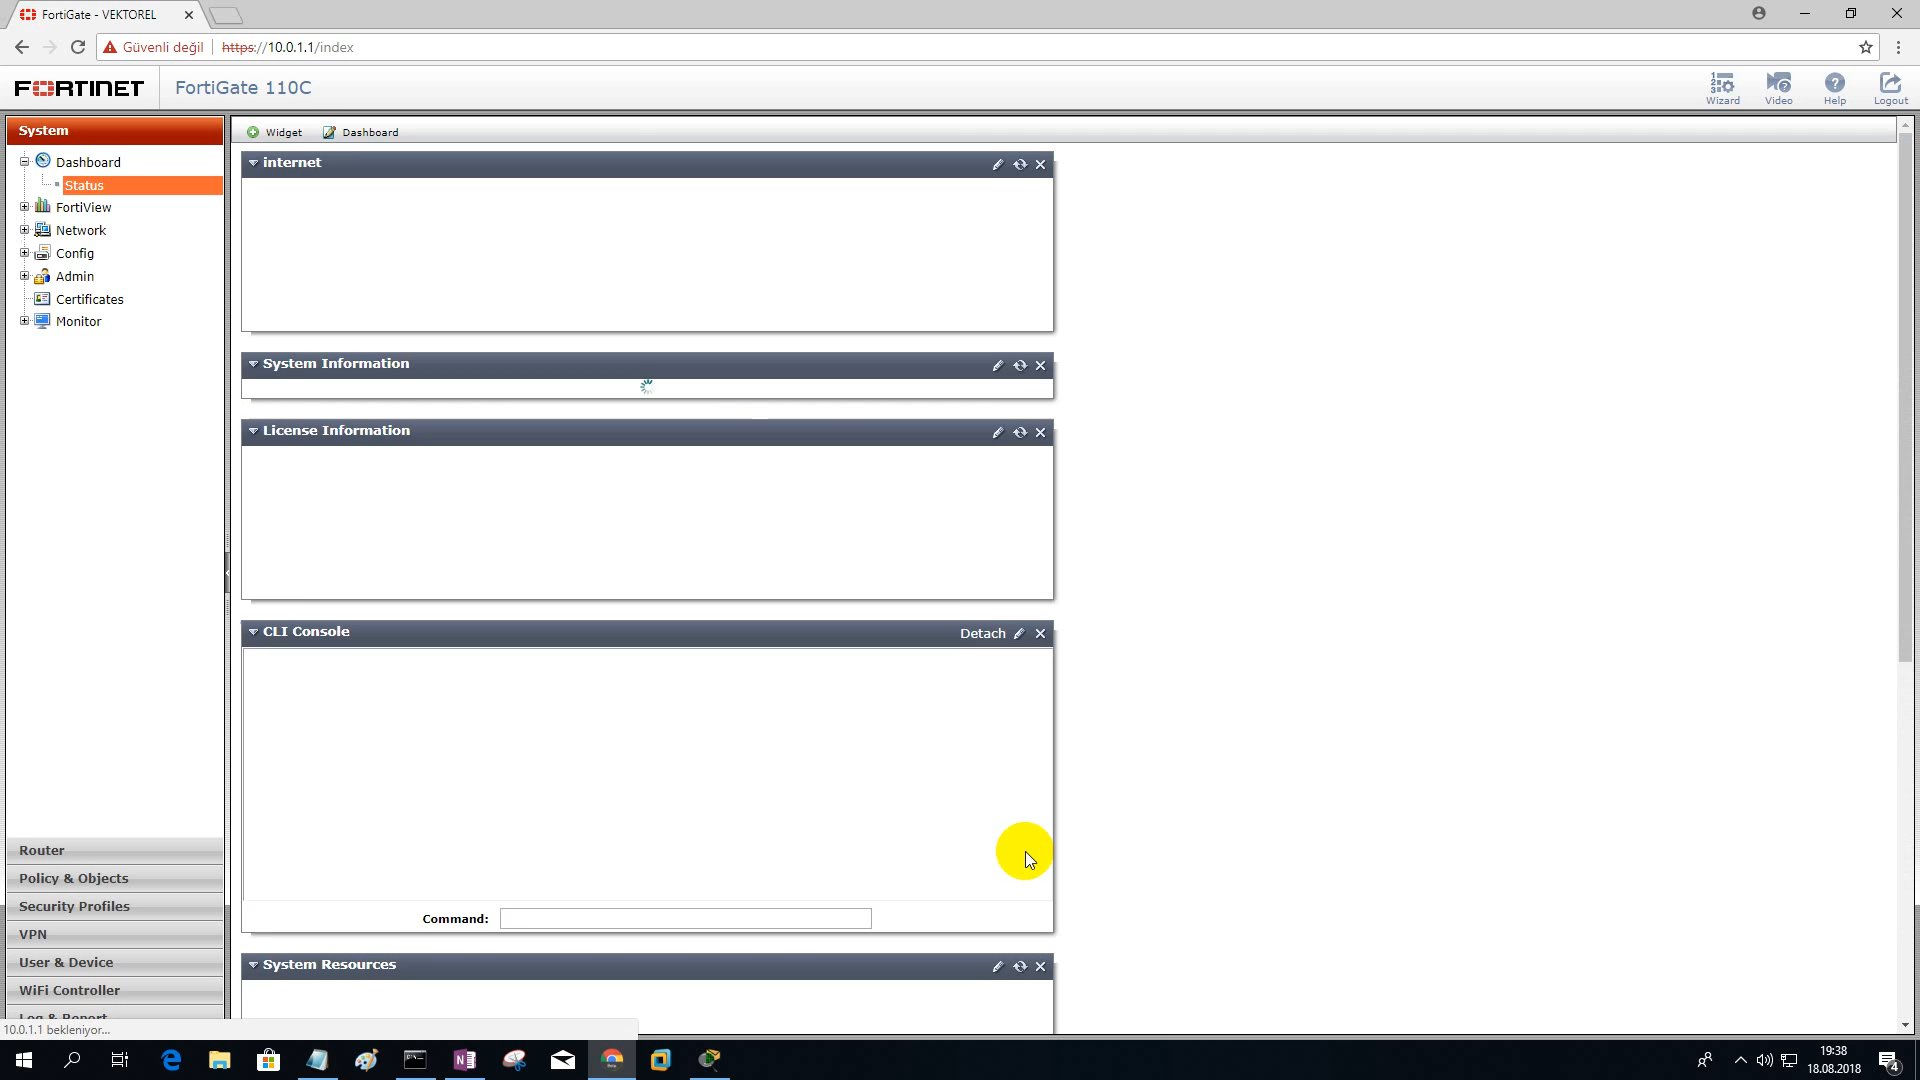 FortiGate - VEKTOREL
Güvenli değil
https://10.0.1.1/index
FORTINET
FortiGate 110C
Wizard
Video
Help
Logout
System
Dashboard
Status
FortiView
Network
Config
Admin
Certificates
Monitor
Router
Policy & Objects
Security Profiles
VPN
User & Device
WiFi Controller
Log & Report
10.0.1.1 bekleniyor...
Widget
Dashboard
internet
System Information
License Information
CLI Console
Detach
Command:
System Resources
19:38
18.08.2018
4